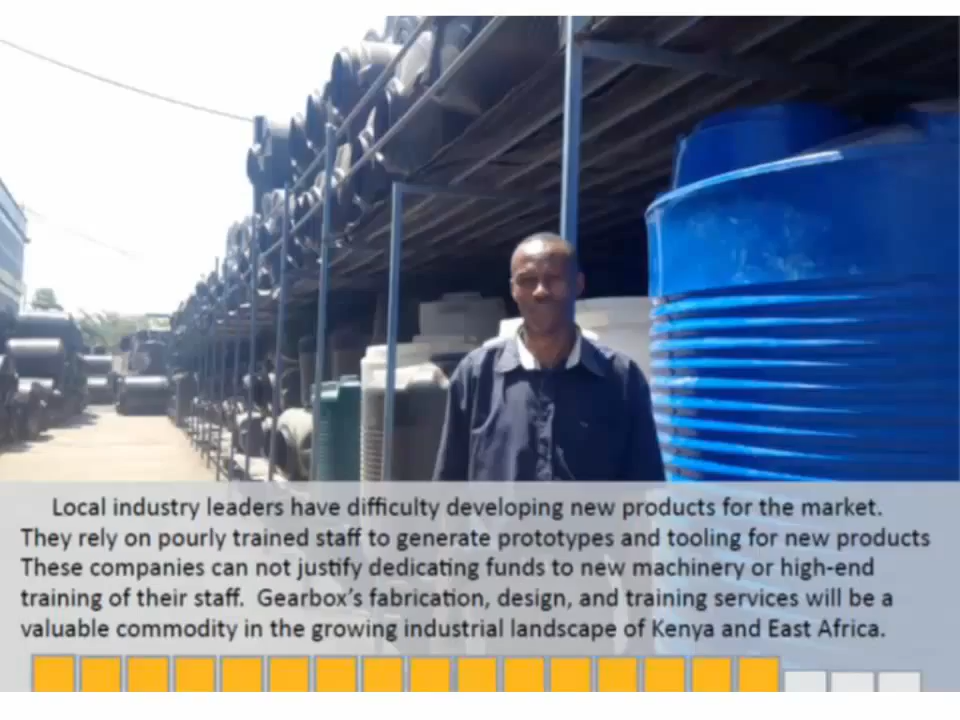 Local industry leaders have difficulty developing new products for the market.
They rely on pourly trained staff to generate prototypes and tooling for new products
These companies can not justify dedicating funds to new machinery or high-end
training of their staff.  Gearbox's fabrication, design, and training services will be a
valuable commodity in the growing industrial landscape of Kenya and East Africa.